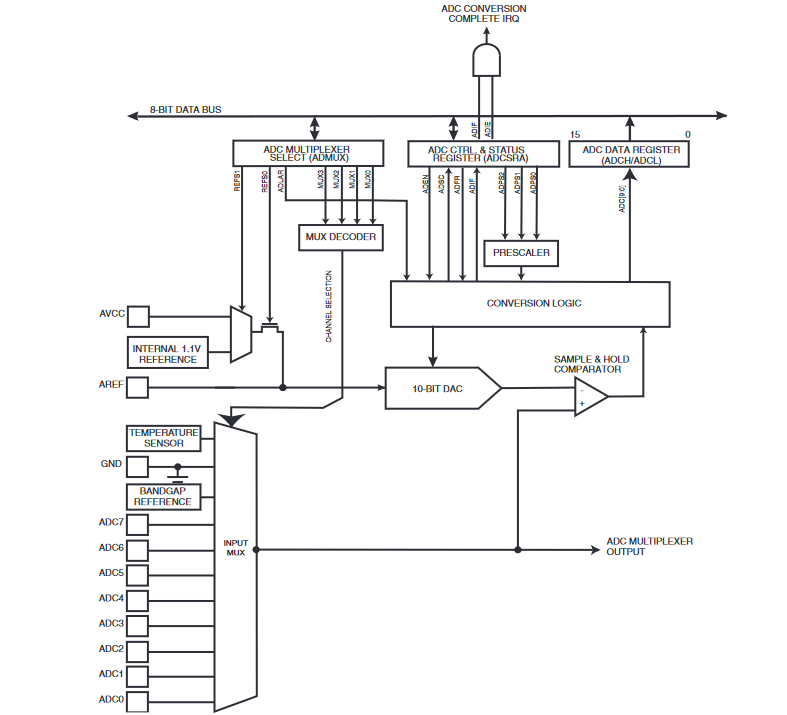 ADC CONVERSION
COMPLETE IRQ
8-BIT DATA BUS
ADIF
ADIE
15
0
ADC MULTIPLEXER
SELECT (ADMUX)
ADC CTRL. & STATUS
REGISTER (ADCSRA)
ADC DATA REGISTER
(ADCH/ADCL)
REFS1
REFS0
ADLAR
MUX3
MUX2
MUX1
MUX0
ADEN
ADSC
ADFR
ADIF
ADPS2
ADPS1
ADPS0
ADC[9:0]
MUX DECODER
PRESCALER
CHANNEL SELECTION
CONVERSION LOGIC
AVCC
INTERNAL 1.1V
REFERENCE
AREF
10-BIT DAC
SAMPLE & HOLD
COMPARATOR
-
+
TEMPERATURE
SENSOR
GND
BANDGAP
REFERENCE
ADC7
ADC6
ADC5
ADC4
ADC3
ADC2
ADC1
ADC0
INPUT
MUX
ADC MULTIPLEXER
OUTPUT